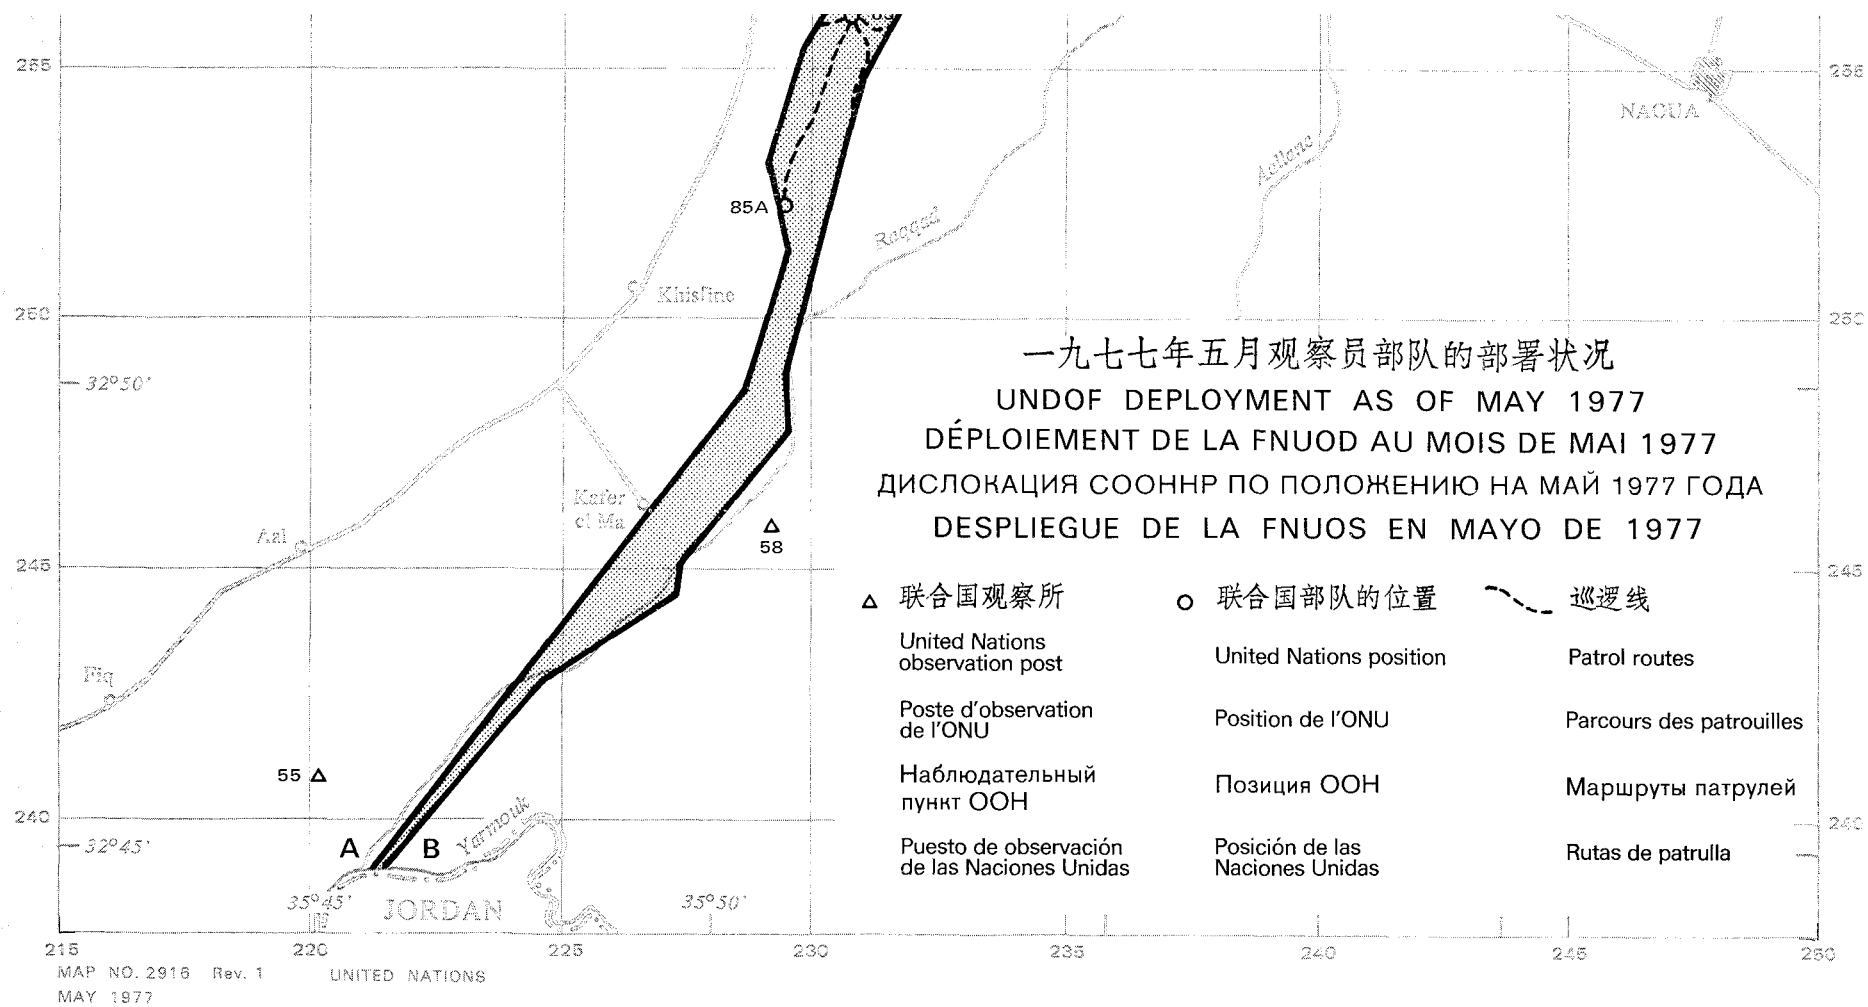 255
255
NAOUA
Aallane
85A
Raqqad
Khisfine
250
250
一九七七年五月观察员部队的部署状况
32°50'
UNDOF DEPLOYMENT AS OF MAY 1977
DÉPLOIEMENT DE LA FNUOD AU MOIS DE MAI 1977
ДИСЛОКАЦИЯ СООННР ПО ПОЛОЖЕНИЮ НА МАЙ 1977 ГОДА
DESPLIEGUE DE LA FNUOS EN MAYO DE 1977
Kafer
el Ma
Aal
58
245
245
联合国观察所
United Nations
observation post
Poste d'observation
de l'ONU
Наблюдательный
пункт ООН
Puesto de observación
de las Naciones Unidas
联合国部队的位置
United Nations position
Position de l'ONU
Позиция ООН
Posición de las
Naciones Unidas
巡逻线
Patrol routes
Parcours des patrouilles
Маршруты патрулей
Rutas de patrulla
Fiq
55
240
240
Yarmouk
32°45'
A
B
35°45'
JORDAN
35°50'
215
220
225
230
235
240
245
250
MAP NO. 2916 Rev. 1
UNITED NATIONS
MAY 1977